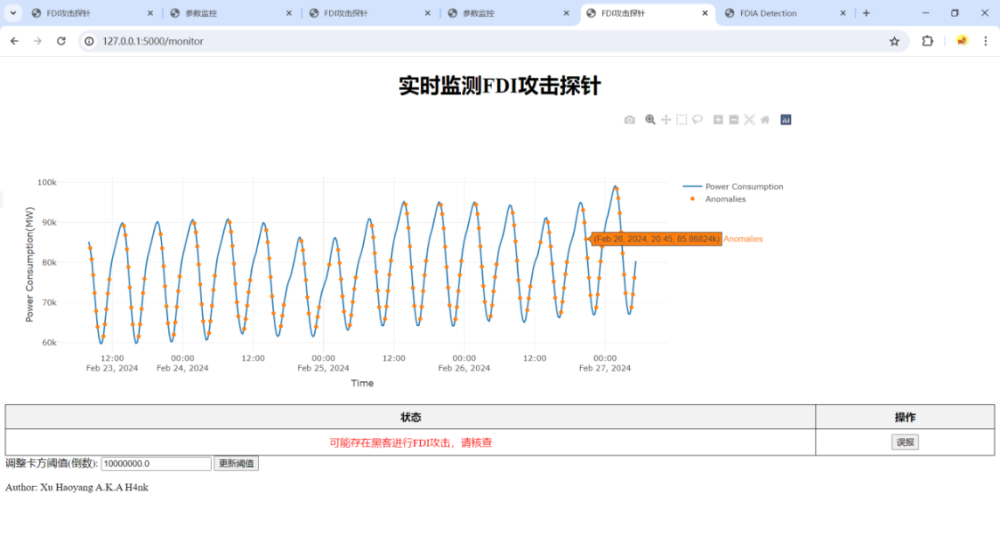 FDI攻击探针
参数监控
FDI攻击探针
参数监控
FDI攻击探针
FDIA Detection
127.0.0.1:5000/monitor
实时监测FDI攻击探针
100k
90k
80k
70k
60k
Power Consumption(MW)
Power Consumption
Anomalies
(Feb 26, 2024, 20:45, 85.86824k) Anomalies
12:00 00:00 12:00 00:00 12:00 00:00 12:00 00:00
Feb 23, 2024 Feb 24, 2024 Feb 25, 2024 Feb 26, 2024 Feb 27, 2024
Time
状态 操作
可能存在黑客进行FDI攻击，请核查 误报
调整卡方阈值(倒数): 10000000.0 更新阈值
Author: Xu Haoyang A.K.A H4nk